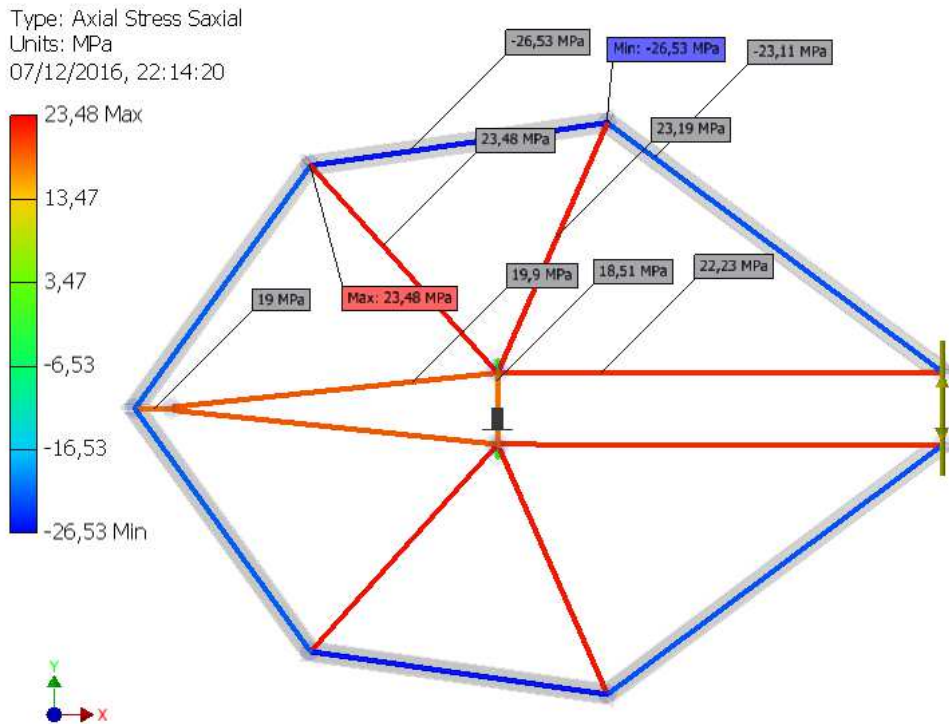 Type: Axial Stress Saxial
Units: MPa
07/12/2016, 22:14:20
23,48 Max
13,47
3,47
-6,53
-16,53
-26,53 Min
-26,53 MPa
Min: -26,53 MPa
-23,11 MPa
23,48 MPa
23,19 MPa
19 MPa
Max: 23,48 MPa
19,9 MPa
18,51 MPa
22,23 MPa
Y
X